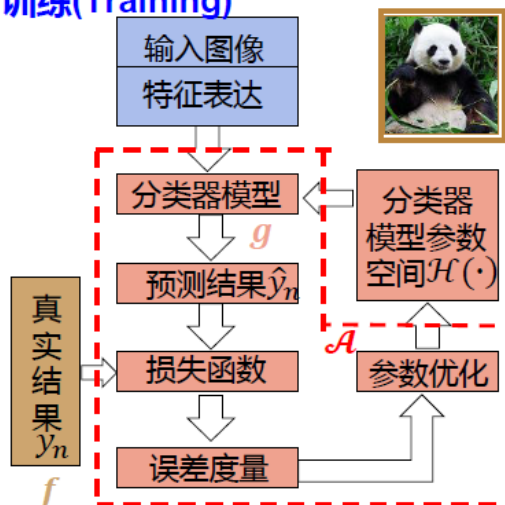 训练(Training)
输入图像
特征表达
分类器模型
g
分类器
模型参数
空间ℋ(·)
预测结果ŷₙ
真
实
结
果
yₙ
f
损失函数
𝒜
参数优化
误差度量